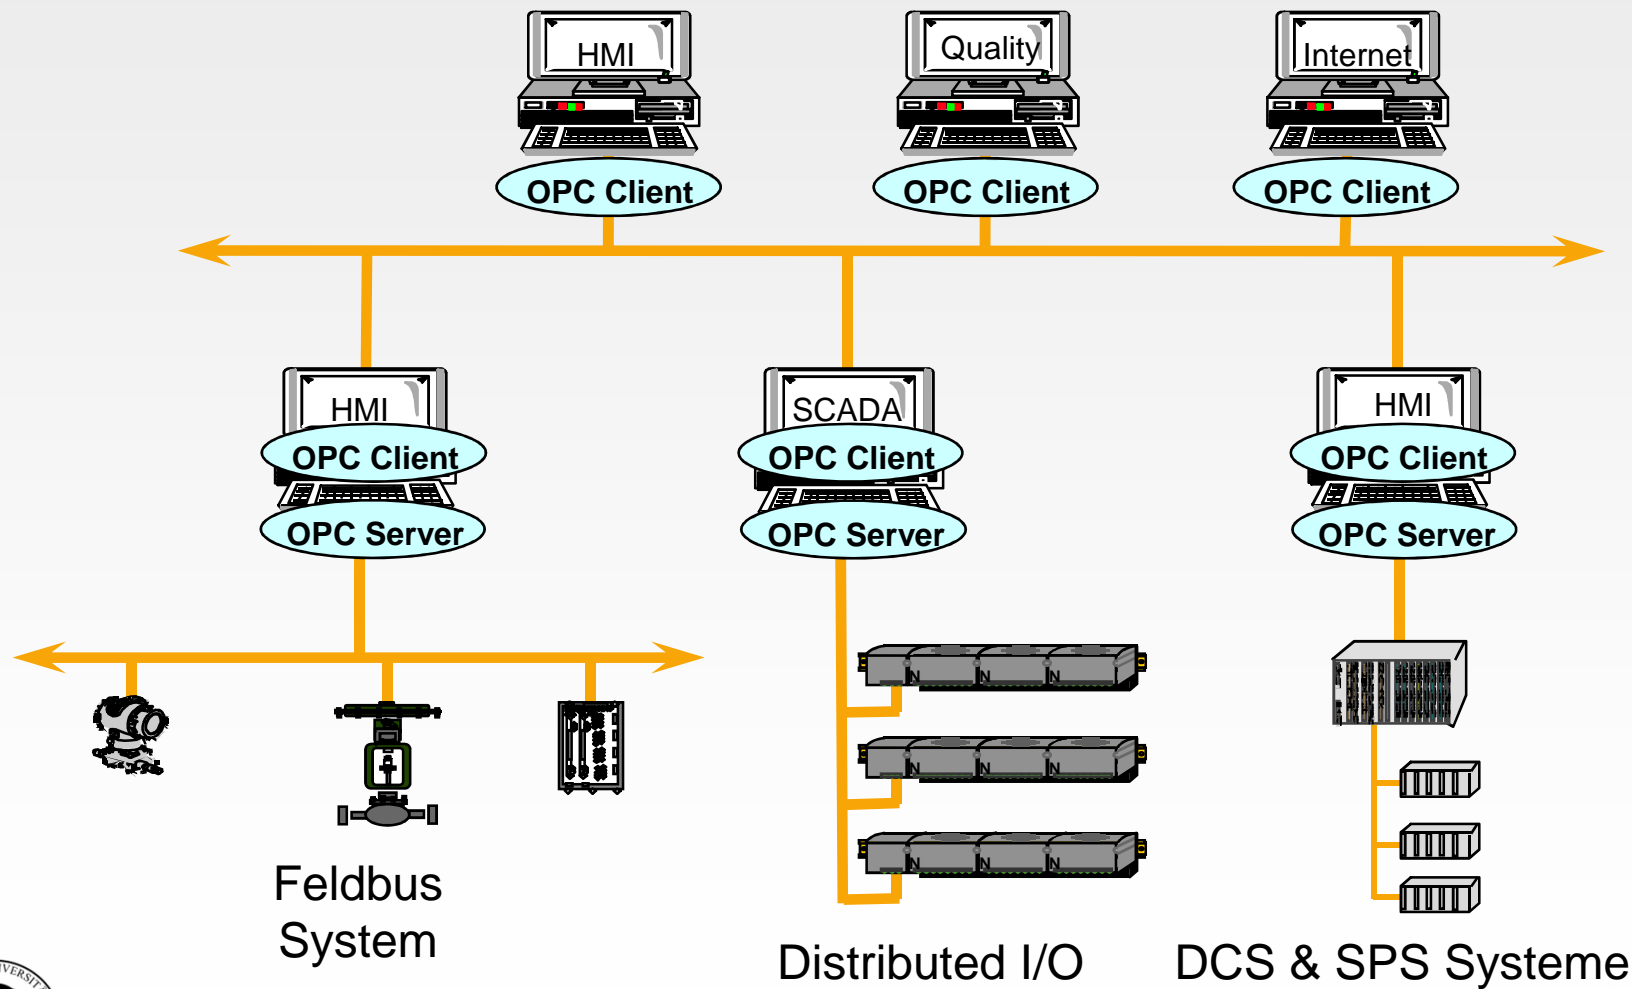 HMI
Quality
Internet
OPC Client
OPC Client
OPC Client
HMI
SCADA
HMI
OPC Client
OPC Client
OPC Client
OPC Server
OPC Server
OPC Server
N N N
N N N
N N N
Feldbus
System
Distributed I/O
DCS & SPS Systeme